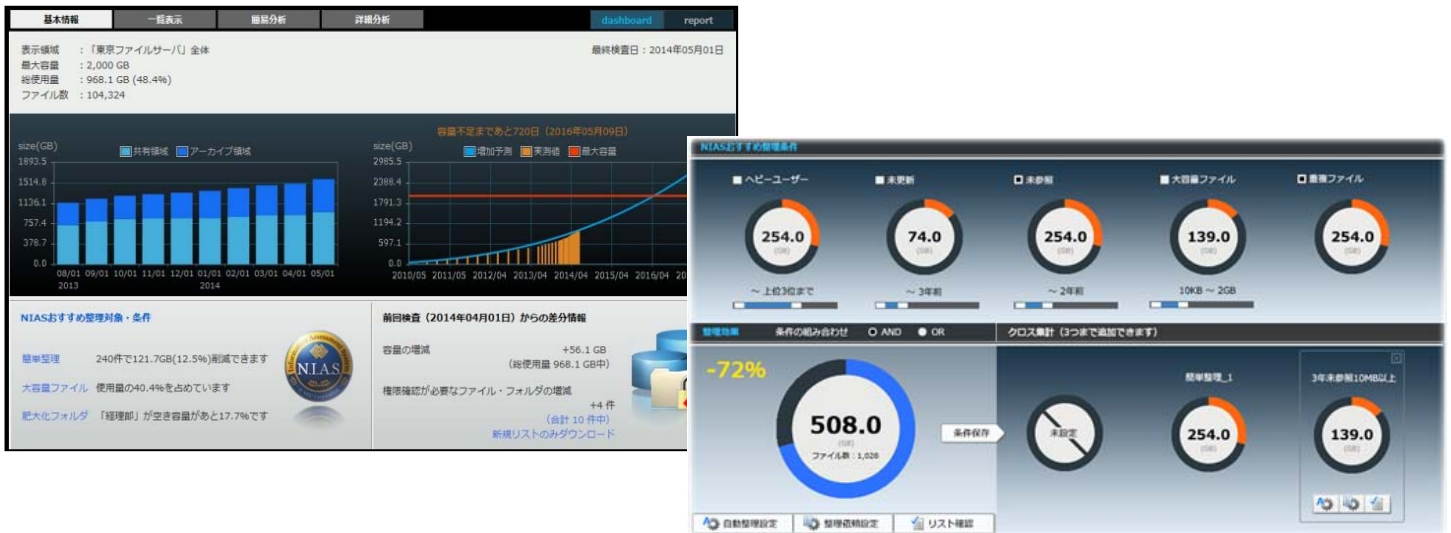 基本情報 一覧表示 簡易分析 詳細分析 dashboard report
表示領域 : 「東京ファイルサーバ」全体 最終検査日：2014年05月01日
最大容量 : 2,000 GB
総使用量 : 968.1 GB (48.4%)
ファイル数 : 104,324
size(GB)
共有領域 アーカイブ領域
1893.5
1514.8
1136.1
757.4
378.7
0.0
08/01 09/01 10/01 11/01 12/01 01/01 02/01 03/01 04/01 05/01
2013 2014
容量不足まであと720日（2016年05月09日）
size(GB)
増加予測 実測値 最大容量
2985.5
2388.4
1791.3
1194.2
597.1
0.0
2010/05 2011/05 2012/04 2013/04 2014/04 2015/04 2016/04 20
NIASおすすめ整理対象・条件
簡単整理 240件で121.7GB(12.5%)削減できます
大容量ファイル 使用量の40.4%を占めています
肥大化フォルダ 「経理部」が空き容量があと17.7%です
N.I.A.S.
前回検査（2014年04月01日）からの差分情報
容量の増減 +56.1 GB
（総使用量 968.1 GB中）
権限確認が必要なファイル・フォルダの増減
+4 件
（合計 10 件中）
新規リストのみダウンロード
NIASおすすめ整理条件
ヘビーユーザー 未更新 未参照 大容量ファイル 重複ファイル
254.0 74.0 254.0 139.0 254.0
(GB) (GB) (GB) (GB) (GB)
～ 上位3位まで ～ 3年前 ～ 2年前 10KB ～ 2GB
整理効果 条件の組み合わせ AND OR クロス集計（3つまで追加できます）
-72%
508.0
(GB)
ファイル数：1,028
条件保存
未設定
簡単整理_1
254.0
(GB)
3年未参照10MB以上
139.0
(GB)
自動整理設定 整理依頼設定 リスト確認